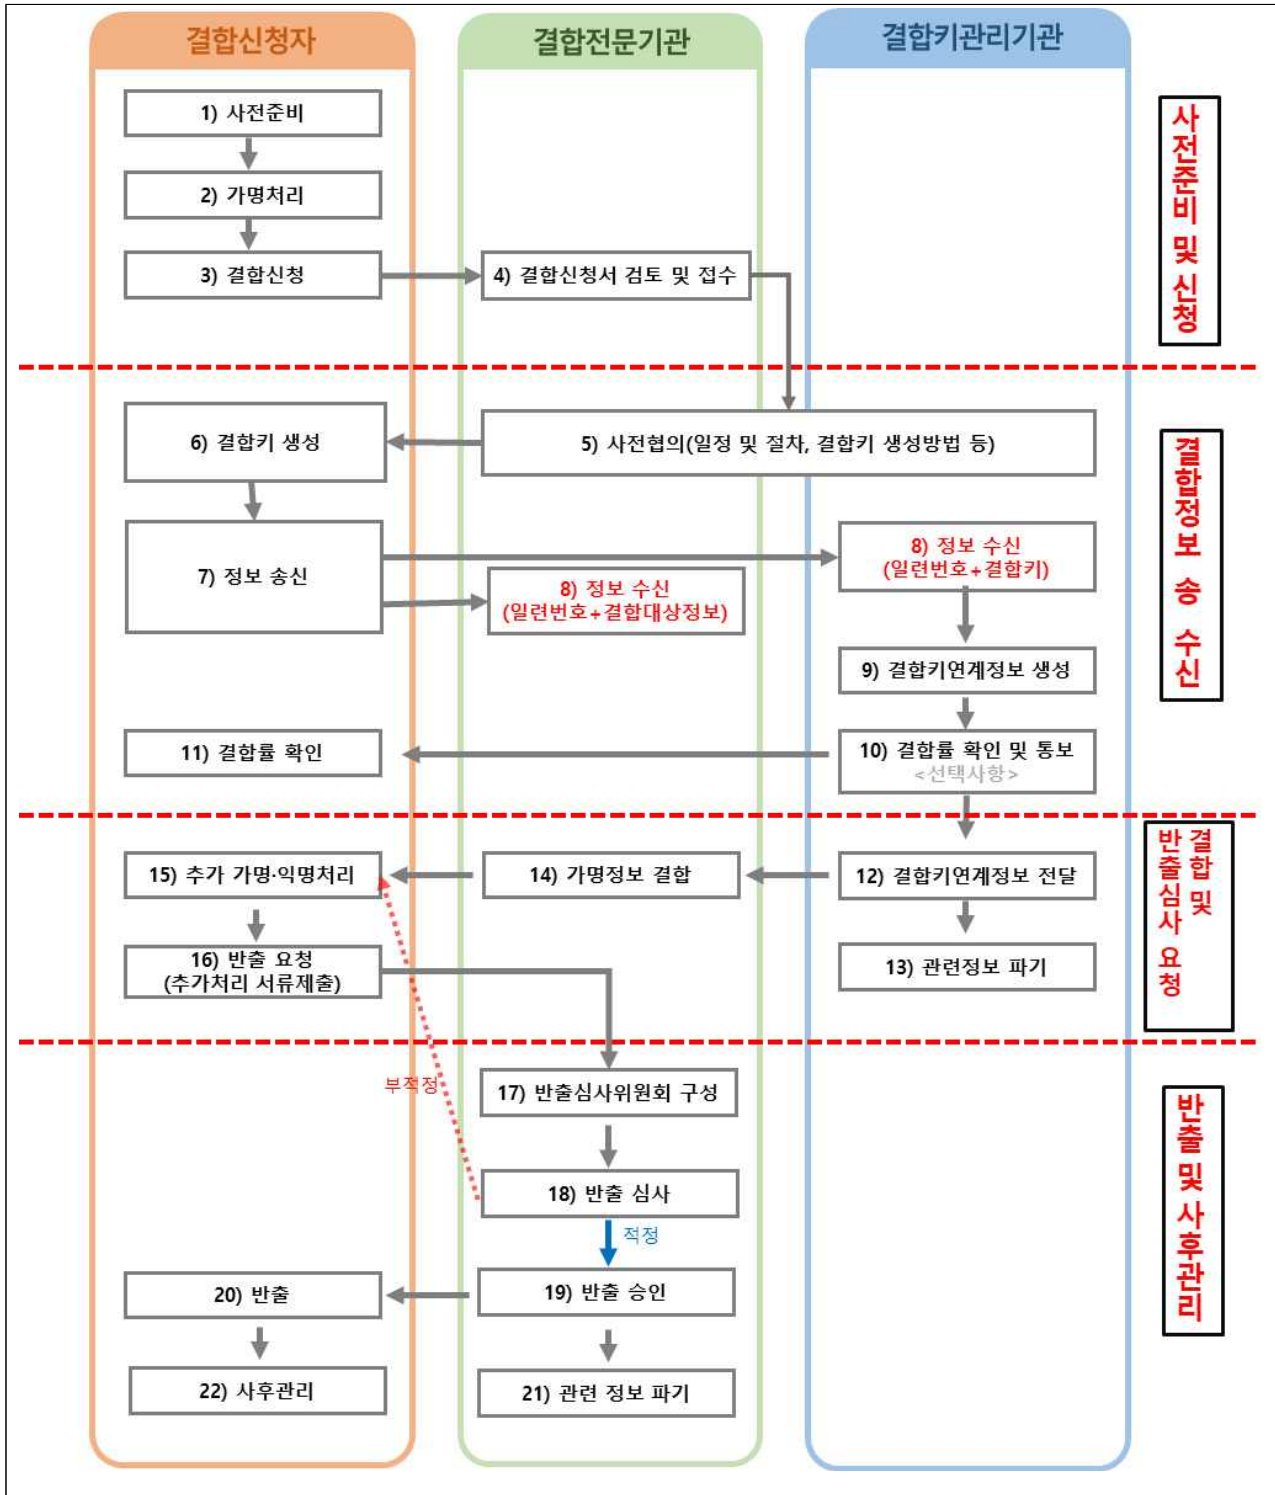 결합신청자
결합전문기관
결합키관리기관
1) 사전준비
2) 가명처리
3) 결합신청
4) 결합신청서 검토 및 접수
사전준비 및 신청
5) 사전협의(일정 및 절차, 결합키 생성방법 등)
6) 결합키 생성
7) 정보 송신
8) 정보 수신
(일련번호+결합대상정보)
8) 정보 수신
(일련번호+결합키)
9) 결합키연계정보 생성
10) 결합률 확인 및 통보
<선택사항>
11) 결합률 확인
결합정보 송 수신
12) 결합키연계정보 전달
13) 관련정보 파기
14) 가명정보 결합
15) 추가 가명·익명처리
16) 반출 요청
(추가처리 서류제출)
결합 및
반출심사 요청
부적정
17) 반출심사위원회 구성
18) 반출 심사
적정
19) 반출 승인
20) 반출
21) 관련 정보 파기
22) 사후관리
반출 및 사후관리